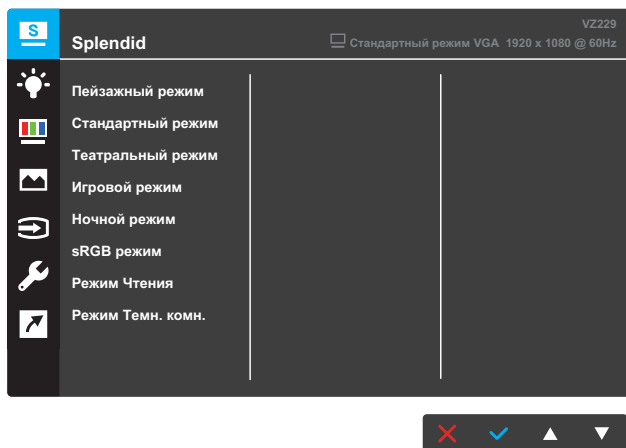 S
VZ229
Splendid
Стандартный режим VGA 1920 x 1080 @ 60Hz
Пейзажный режим
Стандартный режим
Театральный режим
Игровой режим
Ночной режим
sRGB режим
Режим Чтения
Режим Темн. комн.